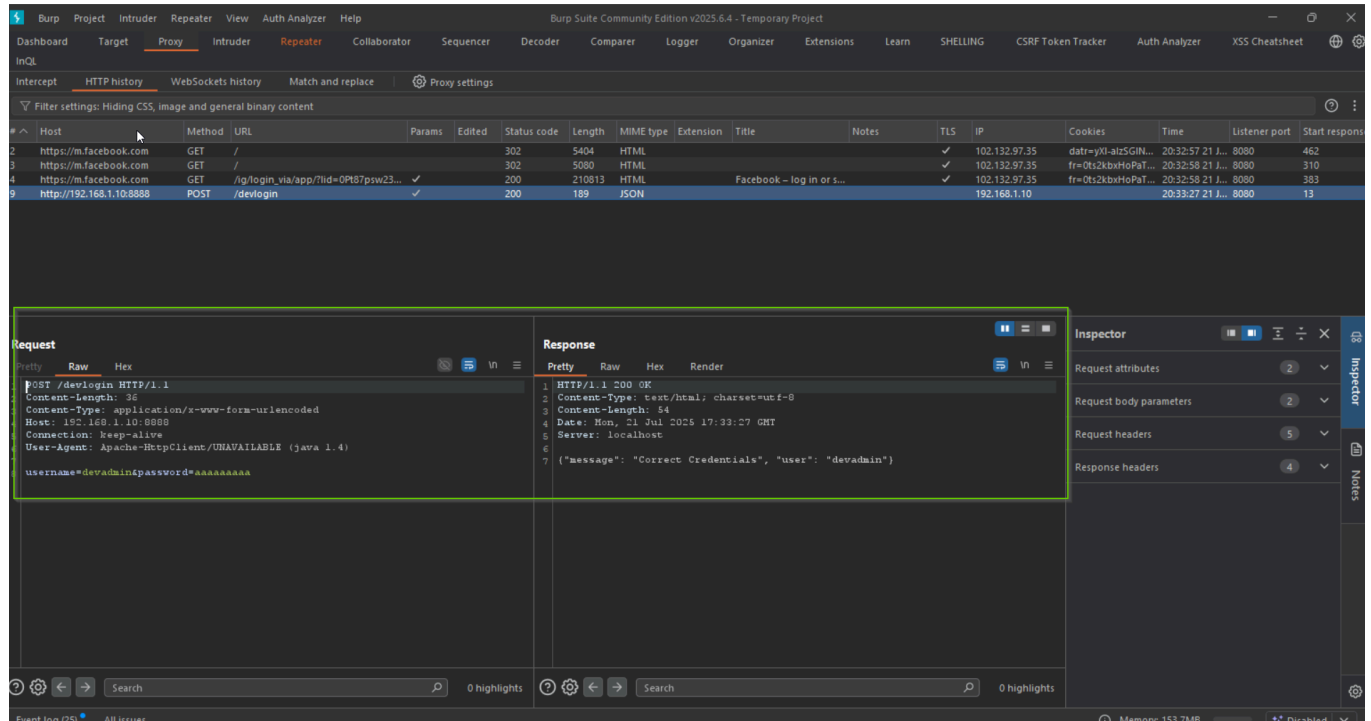 Burp Project Intruder Repeater View Auth Analyzer Help Burp Suite Community Edition v2025.6.4 - Temporary Project
Dashboard Target Proxy Intruder Repeater Collaborator Sequencer Decoder Comparer Logger Organizer Extensions Learn SHELLING CSRF Token Tracker Auth Analyzer XSS Cheatsheet
InQL
Intercept HTTP history WebSockets history Match and replace Proxy settings
Filter settings: Hiding CSS, image and general binary content
# Host Method URL Params Edited Status code Length MIME type Extension Title Notes TLS IP Cookies Time Listener port Start respons
2 https://m.facebook.com GET / 302 5404 HTML ✓ 102.132.97.35 datr=yXI-alzSGIN... 20:32:57 21 J... 8080 462
3 https://m.facebook.com GET / 302 5080 HTML ✓ 102.132.97.35 fr=0ts2kbxHoPaT... 20:32:58 21 J... 8080 310
4 https://m.facebook.com GET /ig/login_via/app/?lid=0Pt87psw23... ✓ 200 210813 HTML Facebook – log in or s... ✓ 102.132.97.35 fr=0ts2kbxHoPaT... 20:32:58 21 J... 8080 383
9 http://192.168.1.10:8888 POST /devlogin ✓ 200 189 JSON 192.168.1.10 20:33:27 21 J... 8080 13
Request
Pretty Raw Hex \n
POST /devlogin HTTP/1.1
Content-Length: 36
Content-Type: application/x-www-form-urlencoded
Host: 192.168.1.10:8888
Connection: keep-alive
User-Agent: Apache-HttpClient/UNAVAILABLE (java 1.4)
username=devadmin&password=aaaaaaaaa
Response
Pretty Raw Hex Render \n
1 HTTP/1.1 200 OK
2 Content-Type: text/html; charset=utf-8
3 Content-Length: 54
4 Date: Mon, 21 Jul 2025 17:33:27 GMT
5 Server: localhost
6
7 {"message": "Correct Credentials", "user": "devadmin"}
Inspector
Request attributes 2
Request body parameters 2
Request headers 5
Response headers 4
Inspector
Notes
Search 0 highlights
Search 0 highlights
Event log (25) All issues Memory: 153.7MB Disabled